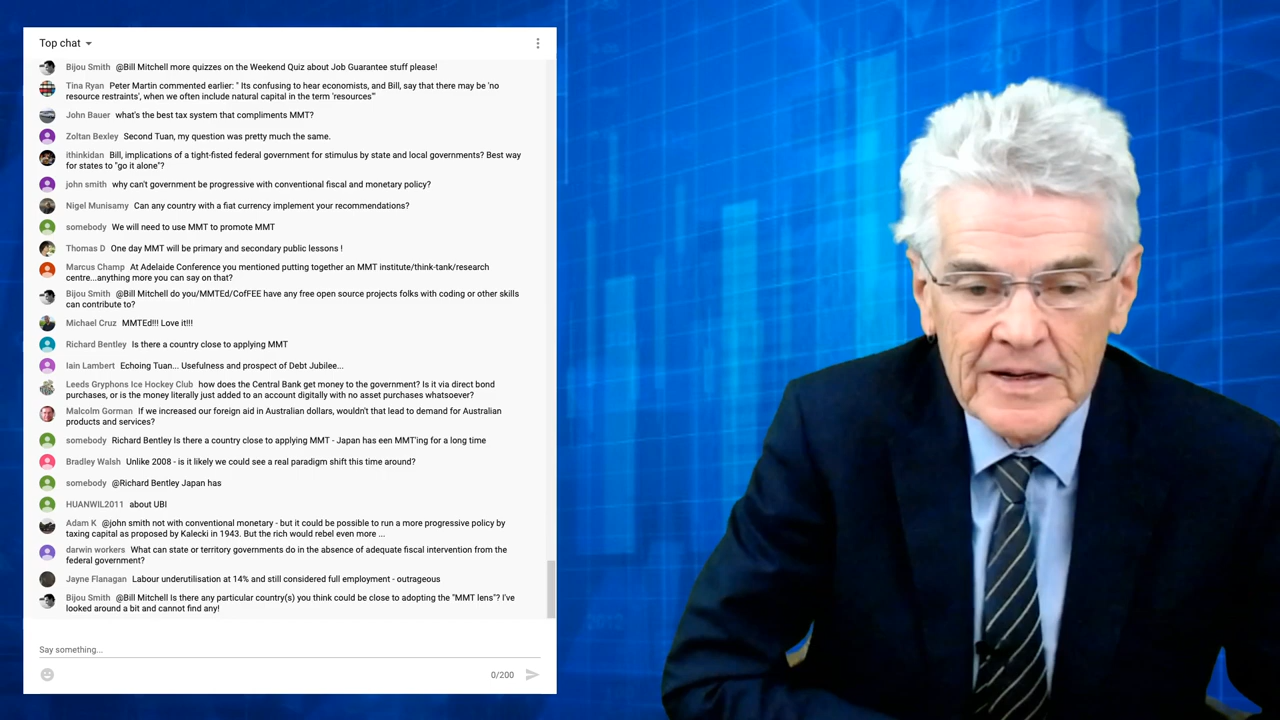 Top chat
Bijou Smith @Bill Mitchell more quizzes on the Weekend Quiz about Job Guarantee stuff please!
Tina Ryan Peter Martin commented earlier: " Its confusing to hear economists, and Bill, say that there may be 'no
resource restraints', when we often include natural capital in the term 'resources'"
John Bauer what's the best tax system that compliments MMT?
Zoltan Bexley Second Tuan, my question was pretty much the same.
ithinkidan Bill, implications of a tight-fisted federal government for stimulus by state and local governments? Best way
for states to "go it alone"?
john smith why can't government be progressive with conventional fiscal and monetary policy?
Nigel Munisamy Can any country with a fiat currency implement your recommendations?
somebody We will need to use MMT to promote MMT
Thomas D One day MMT will be primary and secondary public lessons !
Marcus Champ At Adelaide Conference you mentioned putting together an MMT institute/think-tank/research
centre...anything more you can say on that?
Bijou Smith @Bill Mitchell do you/MMTEd/CofFEE have any free open source projects folks with coding or other skills
can contribute to?
Michael Cruz MMTEd!!! Love it!!!
Richard Bentley Is there a country close to applying MMT
Iain Lambert Echoing Tuan... Usefulness and prospect of Debt Jubilee...
Leeds Gryphons Ice Hockey Club how does the Central Bank get money to the government? Is it via direct bond
purchases, or is the money literally just added to an account digitally with no asset purchases whatsoever?
Malcolm Gorman If we increased our foreign aid in Australian dollars, wouldn't that lead to demand for Australian
products and services?
somebody Richard Bentley Is there a country close to applying MMT - Japan has een MMT'ing for a long time
Bradley Walsh Unlike 2008 - is it likely we could see a real paradigm shift this time around?
somebody @Richard Bentley Japan has
HUANWIL2011 about UBI
Adam K @john smith not with conventional monetary - but it could be possible to run a more progressive policy by
taxing capital as proposed by Kalecki in 1943. But the rich would rebel even more ...
darwin workers What can state or territory governments do in the absence of adequate fiscal intervention from the
federal government?
Jayne Flanagan Labour underutilisation at 14% and still considered full employment - outrageous
Bijou Smith @Bill Mitchell Is there any particular country(s) you think could be close to adopting the "MMT lens"? I've
looked around a bit and cannot find any!
Say something...
0/200